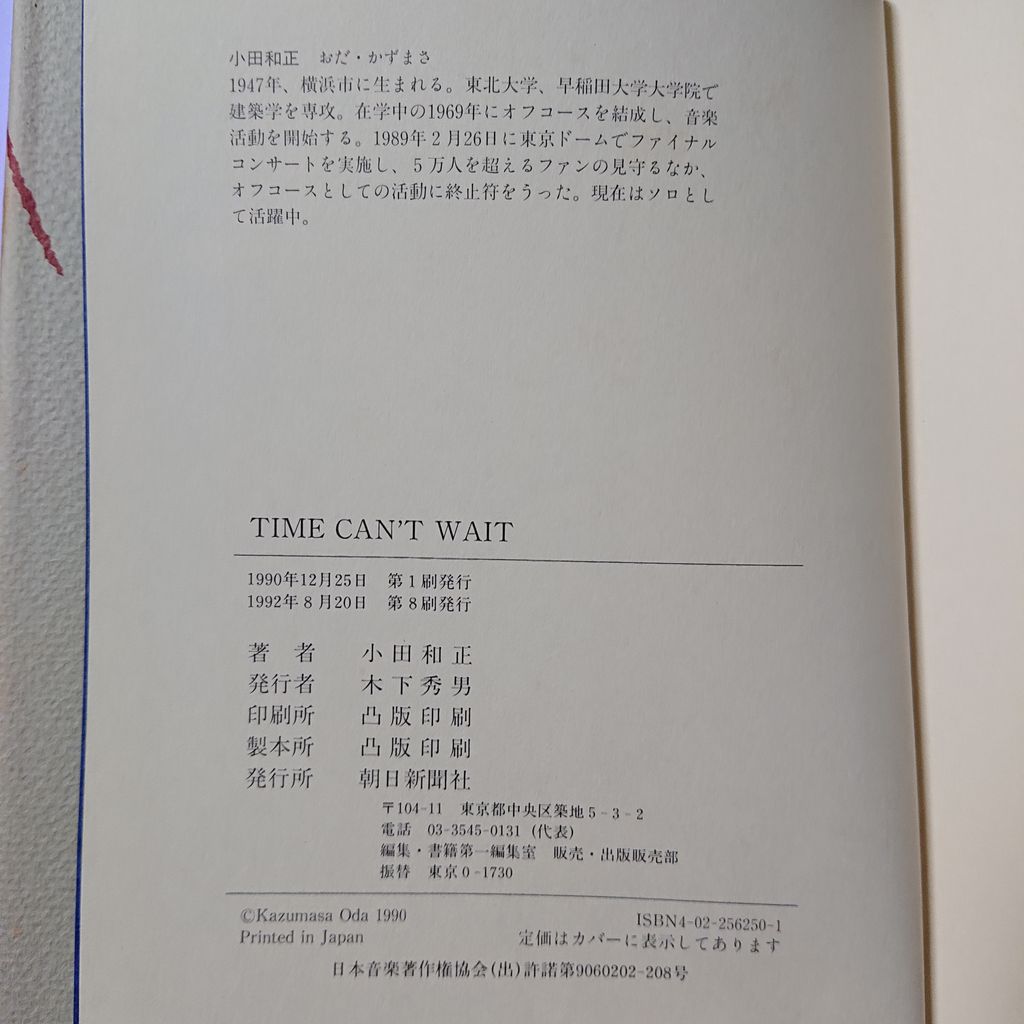 小田和正　おだ・かずまさ
1947年、横浜市に生まれる。東北大学、早稲田大学大学院で
建築学を専攻。在学中の1969年にオフコースを結成し、音楽
活動を開始する。1989年2月26日に東京ドームでファイナル
コンサートを実施し、5万人を超えるファンの見守るなか、
オフコースとしての活動に終止符をうった。現在はソロとし
て活躍中。
TIME CAN'T WAIT
1990年12月25日　第1刷発行
1992年8月20日　第8刷発行
著　者　小田和正
発行者　木下秀男
印刷所　凸版印刷
製本所　凸版印刷
発行所　朝日新聞社
〒104-11　東京都中央区築地5-3-2
電話　03-3545-0131（代表）
編集・書籍第一編集室　販売・出版販売部
振替　東京0-1730
©Kazumasa Oda 1990　ISBN4-02-256250-1
Printed in Japan　定価はカバーに表示してあります
日本音楽著作権協会(出)許諾第9060202-208号